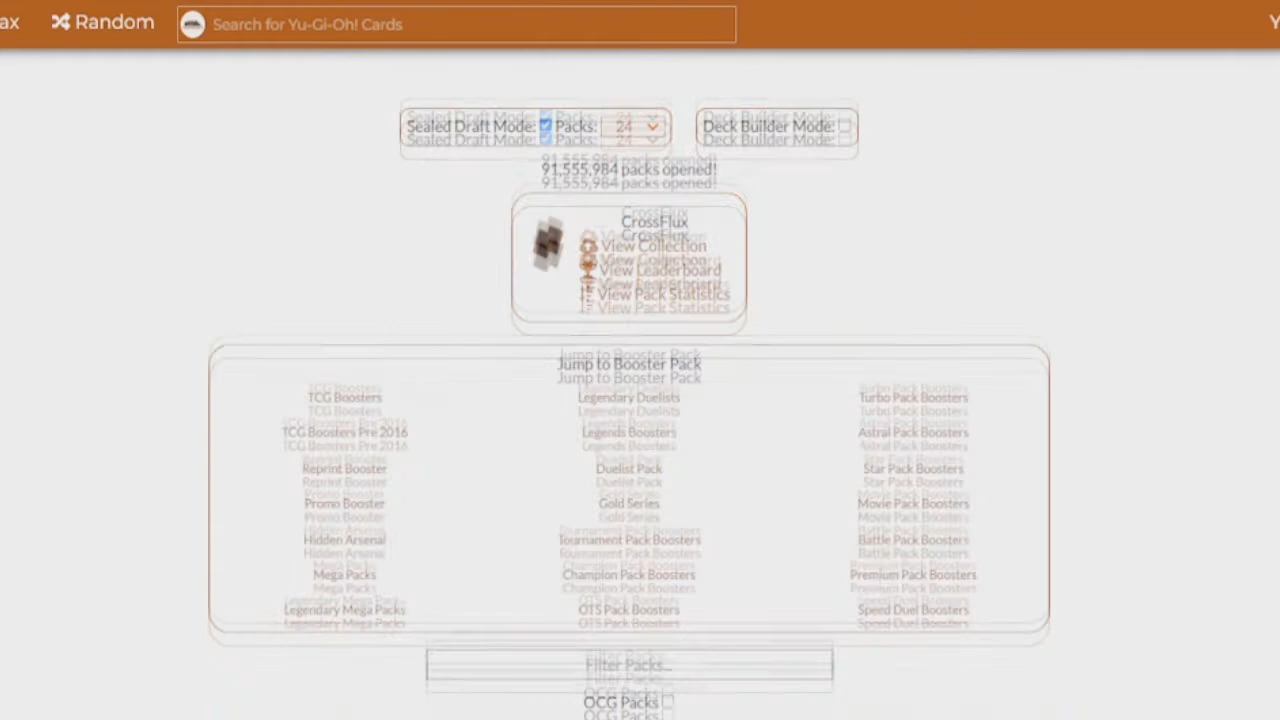 ax Random Search for Yu-Gi-Oh! Cards Y
Sealed Draft Mode: Packs: 24 Deck Builder Mode:
91,555,984 packs opened!
CrossFlux
View Collection
View Leaderboard
View Pack Statistics
Jump to Booster Pack
TCG Boosters Legendary Duelists Turbo Pack Boosters
TCG Boosters Pre 2016 Legends Boosters Astral Pack Boosters
Reprint Booster Duelist Pack Star Pack Boosters
Promo Booster Gold Series Movie Pack Boosters
Hidden Arsenal Tournament Pack Boosters Battle Pack Boosters
Mega Packs Champion Pack Boosters Premium Pack Boosters
Legendary Mega Packs OTS Pack Boosters Speed Duel Boosters
Filter Packs...
OCG Packs